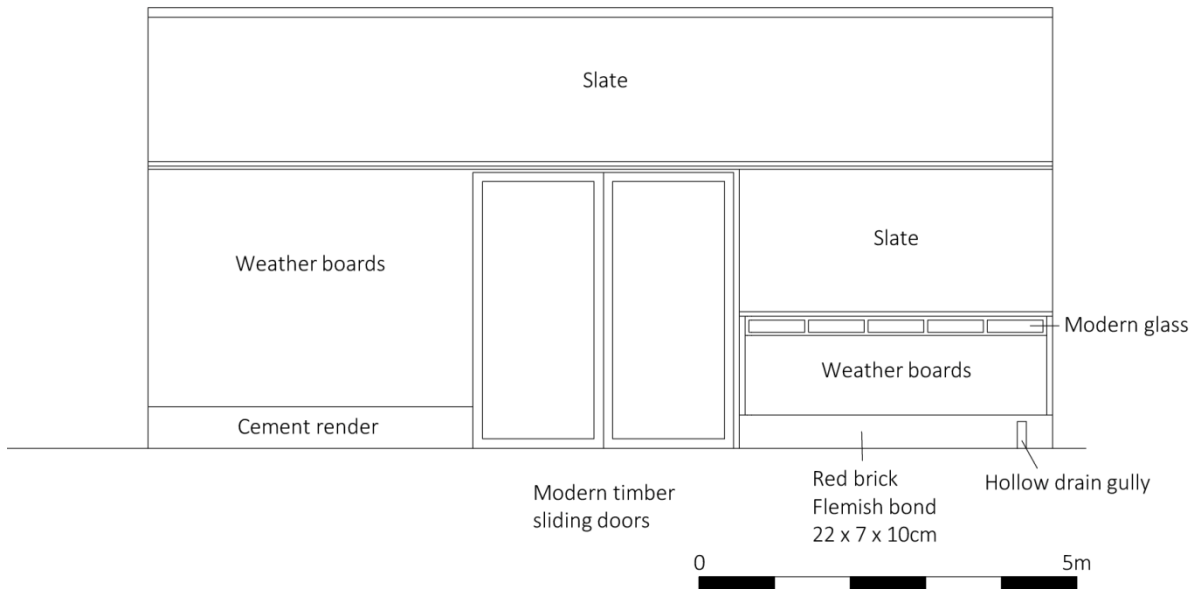 Slate
Weather boards
Slate
Modern glass
Weather boards
Cement render
Modern timber
sliding doors
Red brick
Flemish bond
22 x 7 x 10cm
Hollow drain gully
0
5m